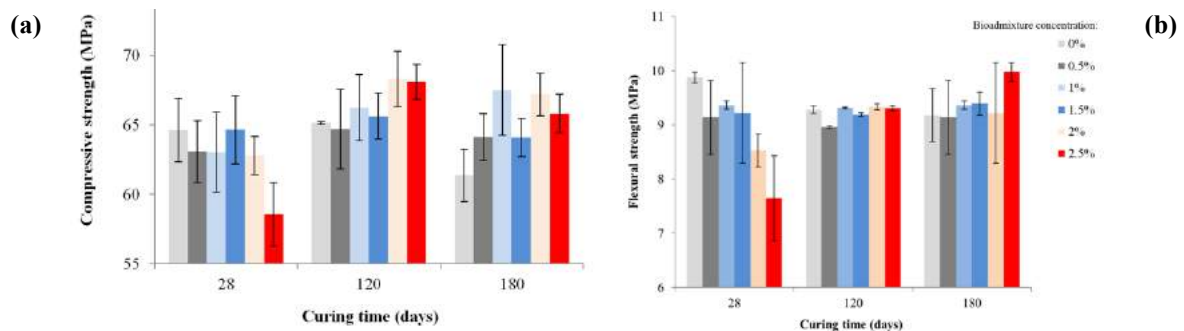 (a)
Compressive strength (MPa)
70
65
60
55
28 120 180
Curing time (days)
Flexural strength (MPa)
11
10
9
8
7
6
28 120 180
Curing time (days)
Bioadmixture concentration:
0%
0.5%
1%
1.5%
2%
2.5%
(b)